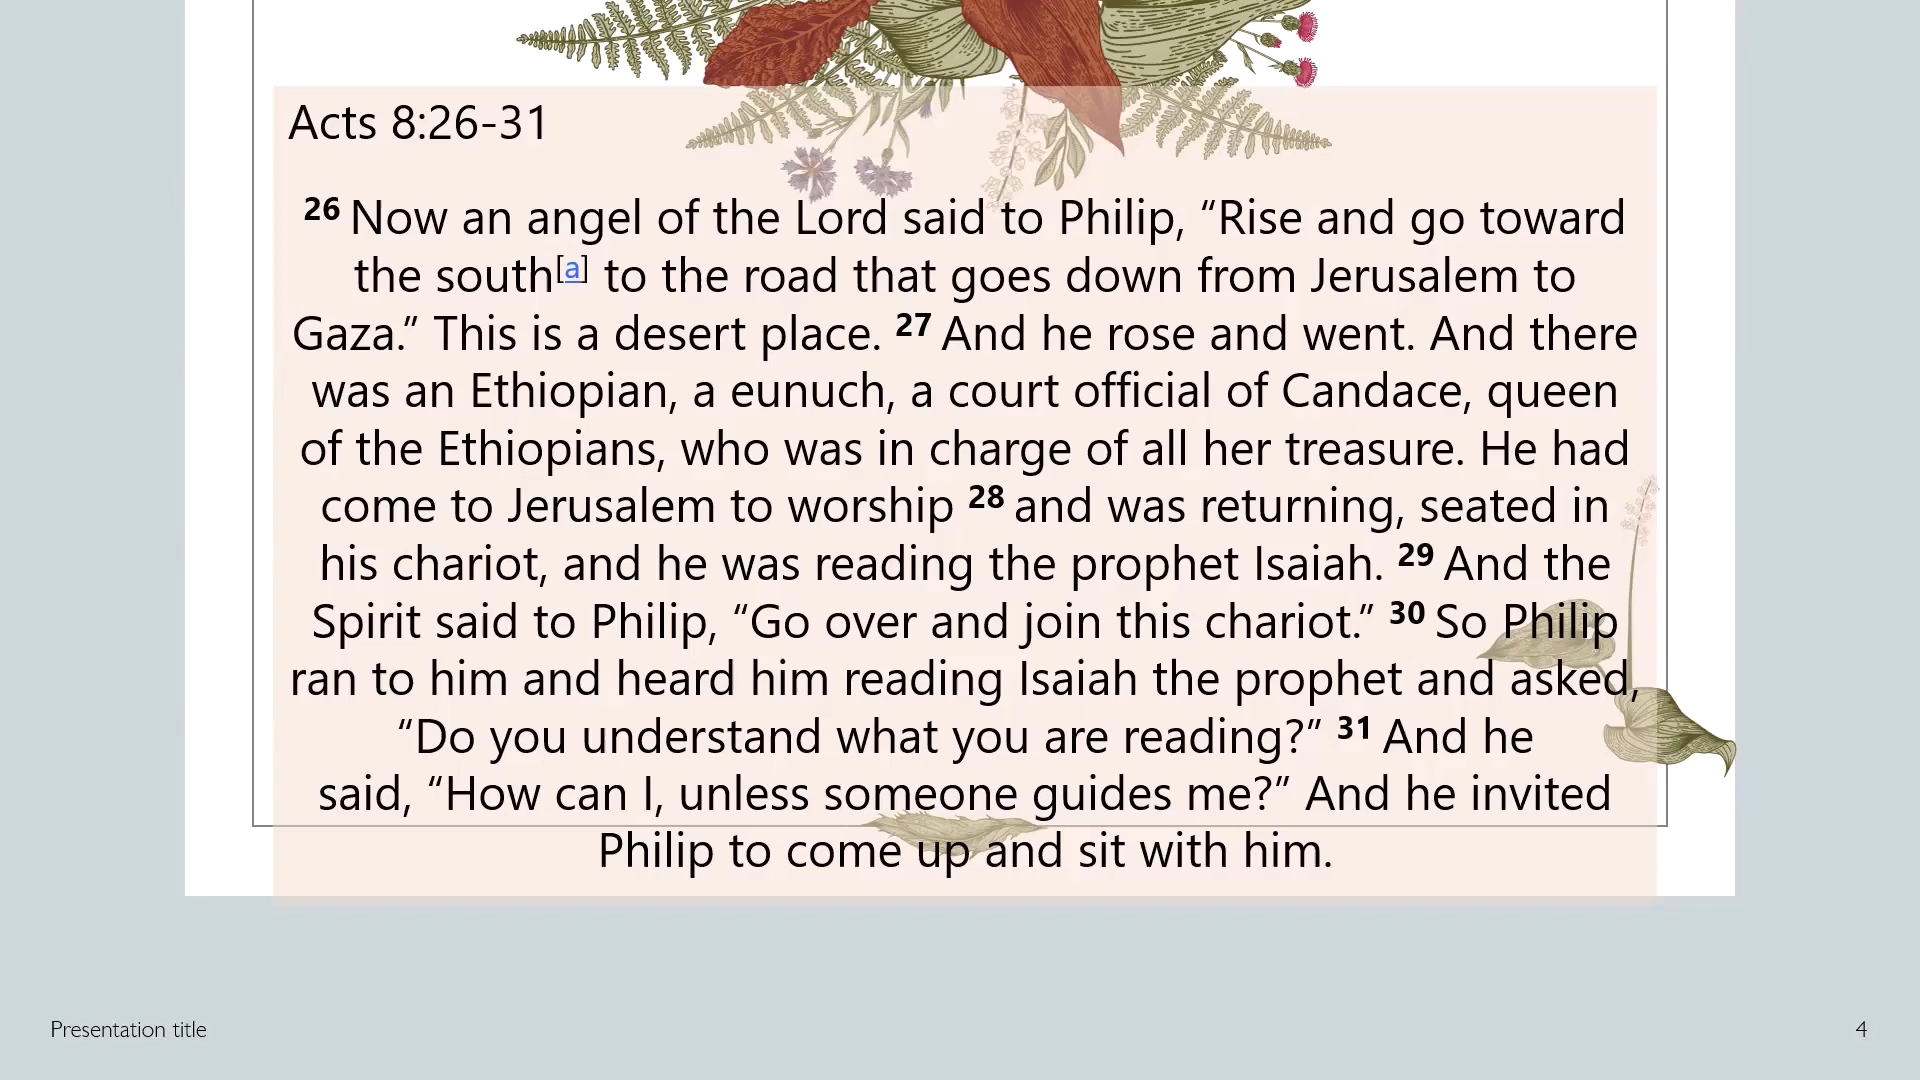 Acts 8:26-31
26 Now an angel of the Lord said to Philip, “Rise and go toward
the south[a] to the road that goes down from Jerusalem to
Gaza.” This is a desert place. 27 And he rose and went. And there
was an Ethiopian, a eunuch, a court official of Candace, queen
of the Ethiopians, who was in charge of all her treasure. He had
come to Jerusalem to worship 28 and was returning, seated in
his chariot, and he was reading the prophet Isaiah. 29 And the
Spirit said to Philip, “Go over and join this chariot.” 30 So Philip
ran to him and heard him reading Isaiah the prophet and asked,
“Do you understand what you are reading?” 31 And he
said, “How can I, unless someone guides me?” And he invited
Philip to come up and sit with him.
Presentation title
4